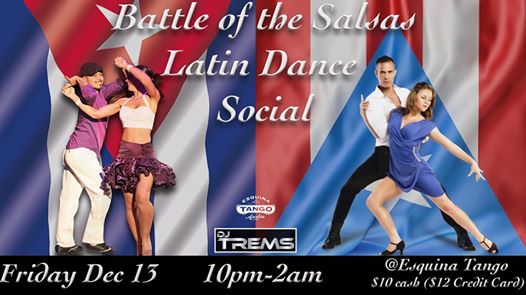 Battle of the Salsas
Latin Dance
Social
ESQUINA
TANGO
Austin
DJ
TREMS
Friday Dec 13 10pm-2am
@Esquina Tango
$10 cash ($12 Credit Card)